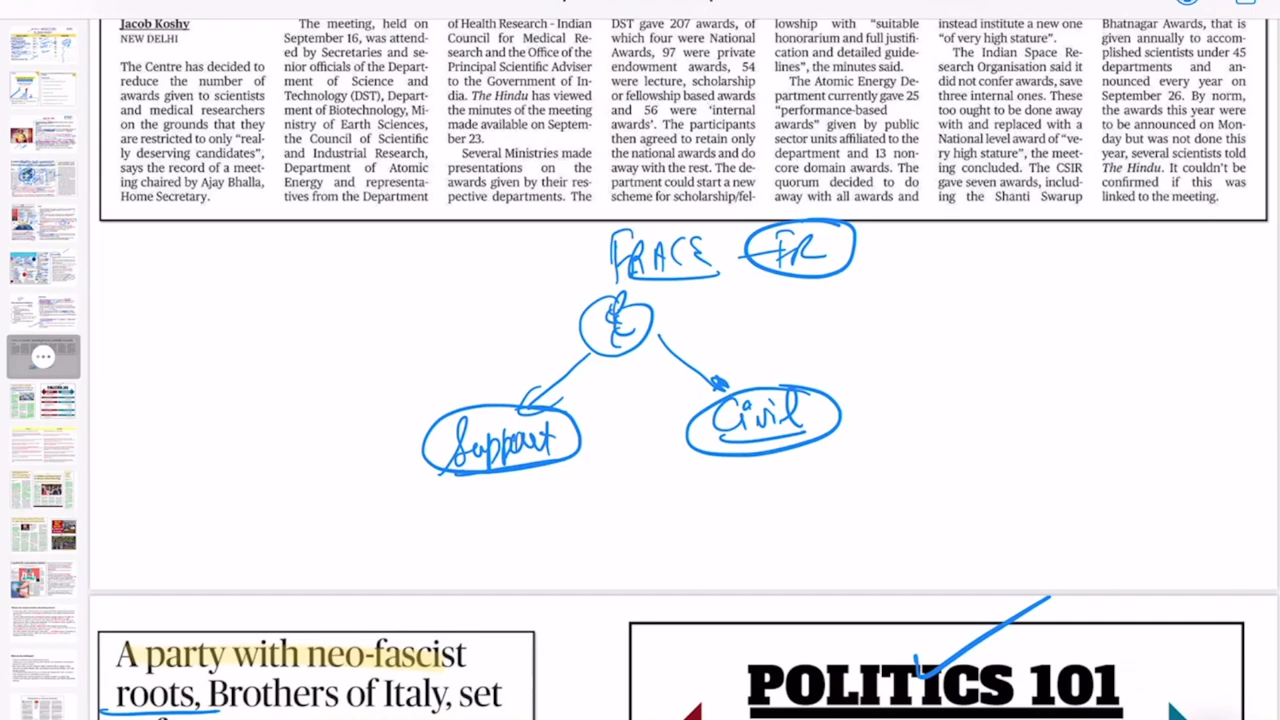 Jacob Koshy
NEW DELHI
The Centre has decided to
reduce the number of
awards given to scientists
and medical researchers
on the grounds that they
are restricted to only “real-
ly deserving candidates”,
says the record of a meet-
ing chaired by Ajay Bhalla,
Home Secretary.
The meeting, held on
ber 16, was attend-
ed by Secretaries and se-
nior officials of the Depart-
ment of Science and
Technology (DST), Depart-
ment of Biotechnology, Mi-
nistry of Earth Sciences,
the Council of Scientific
and Industrial Research,
Department of Atomic
Energy and representa-
tives from the Department
of Health Research - Indian
for Medical Re-
d the Office of the
Principal Scientific Adviser
to the Government of In-
dia. The Hindu has viewed
the minutes of the meeting
made available on Septem-
ber 23.
Several Ministries made
presentations on the
awards given by their res-
pective departments. The
DST gave 207 awards, of
which four were Nat
Awards, 97 were p
endowment awards, 54
were lecture, scholarship
or fellowship based awards
and 56 were ‘internal
awards’. The participants
then agreed to retain only
the national awards and do
away with the rest. The de-
partment could start a new
scheme for scholarship/fel-
lowship with “suitable
honorarium and full justifi-
cation and detailed guide-
lines”, the minutes said.
The Atomic Energy De-
partment currently gave 25
“performance-based
awards” given by public
sector units affiliated to the
department and 13 non-
core domain awards. The
quorum decided to do
away with all awards and
instead institute a new one
“of very high stature”.
The Indian Space Re-
search Organisation said it
did not confer awards, save
three internal ones. These
too ought to be done away
with and replaced with a
National level award of “ve-
ry high stature”, the meet-
ing concluded. The CSIR
gave seven awards, includ-
ing the Shanti Swarup
Bhatnagar Awards, that is
given annually to accom-
plished scientists under 45
departments and an-
nounced every year on
September 26. By norm,
the awards this year were
to be announced on Mon-
day but was not done this
year, several scientists told
The Hindu. It couldn’t be
confirmed if this was
linked to the meeting.
FRACE
FR
Support
Civil
A party with neo-fascist
roots, Brothers of Italy, set
POLITICS 101